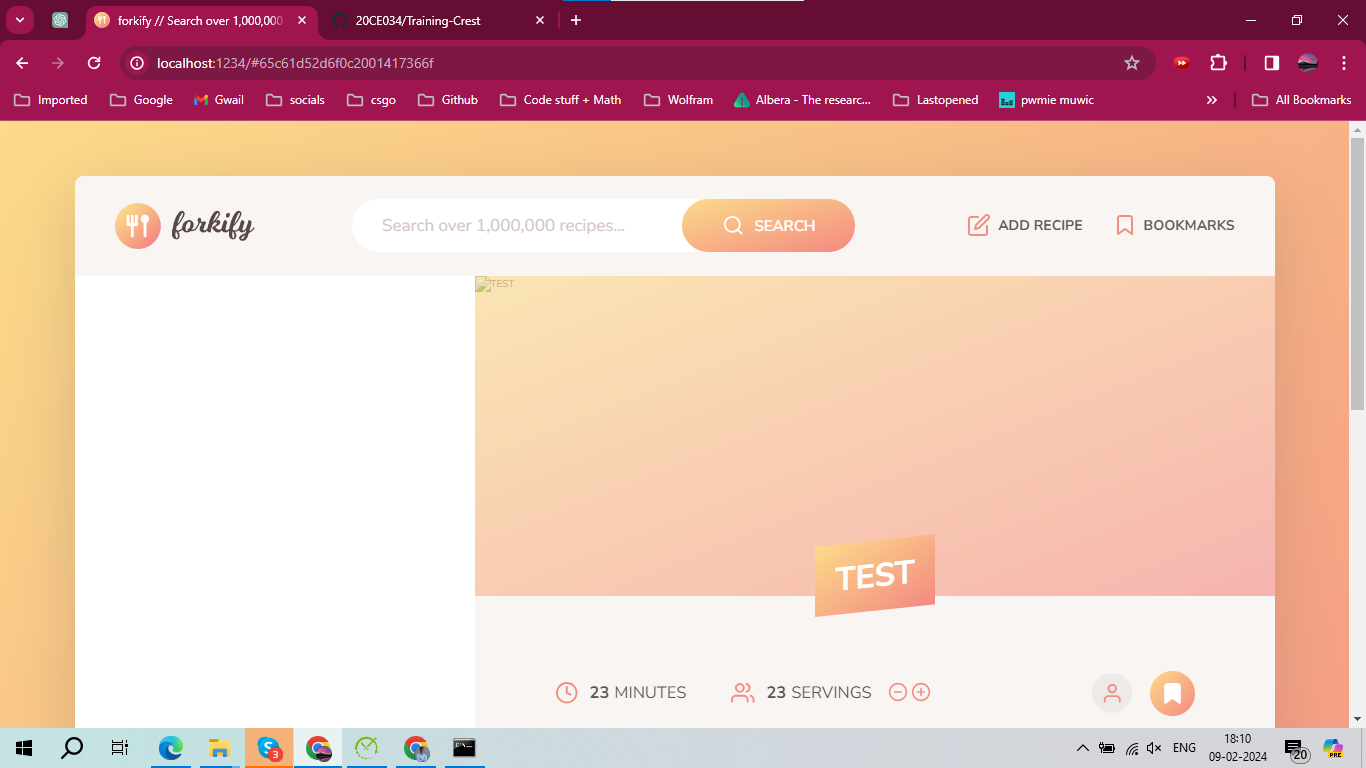 forkify // Search over 1,000,000
20CE034/Training-Crest
localhost:1234/#65c61d52d6f0c2001417366f
Imported
Google
Gwail
socials
csgo
Github
Code stuff + Math
Wolfram
Albera - The researc...
Lastopened
pwmie muwic
»
All Bookmarks
forkify
Search over 1,000,000 recipes...
SEARCH
ADD RECIPE
BOOKMARKS
TEST
TEST
23 MINUTES
23 SERVINGS
3
ENG
18:10
09-02-2024
20
PRE